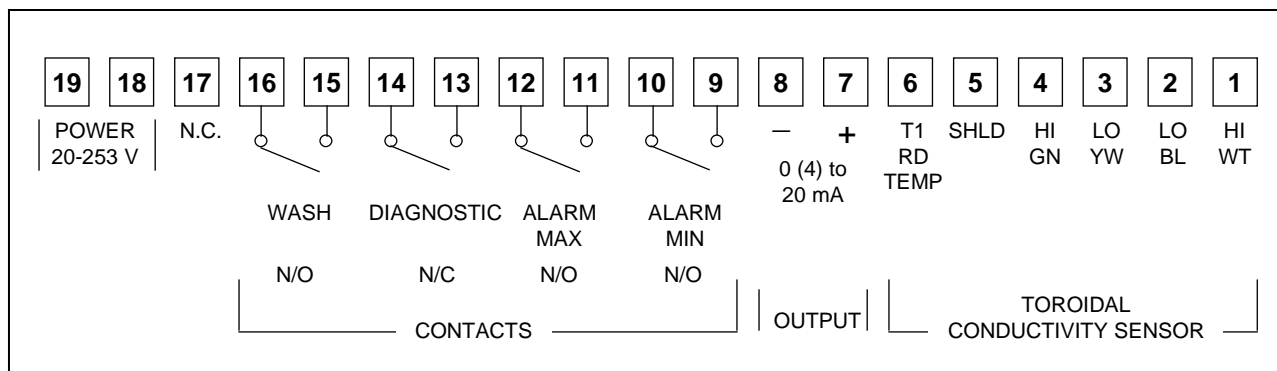 19 18 17 16 15 14 13 12 11 10 9 8 7 6 5 4 3 2 1
POWER
20-253 V
N.C.
WASH
N/O
DIAGNOSTIC
N/C
ALARM
MAX
N/O
ALARM
MIN
N/O
CONTACTS
– +
0 (4) to
20 mA
OUTPUT
T1
RD
TEMP
SHLD
HI
GN
LO
YW
LO
BL
HI
WT
TOROIDAL
CONDUCTIVITY SENSOR